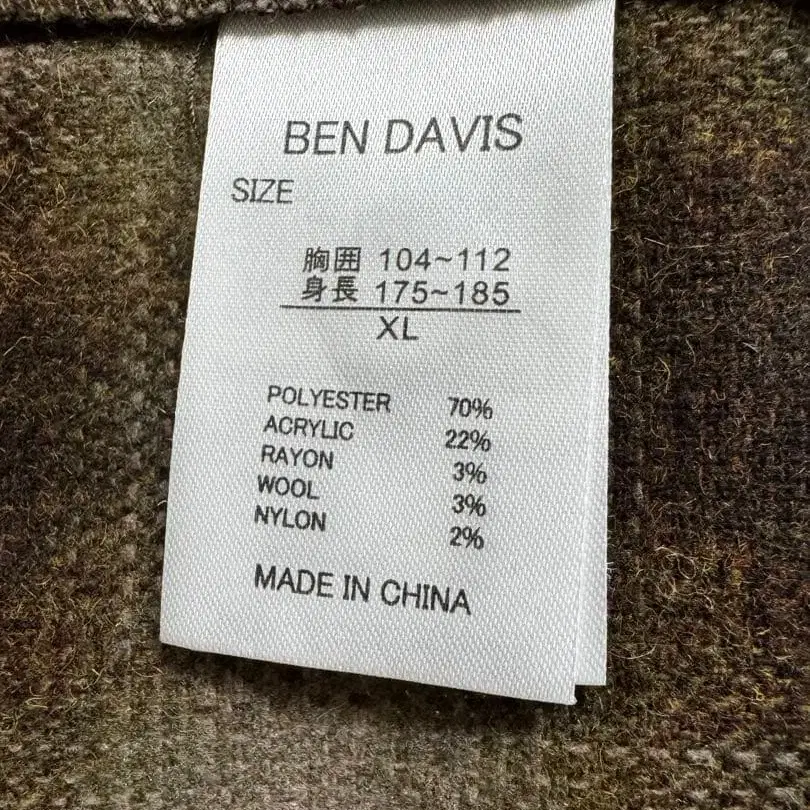 BEN DAVIS
SIZE
胸囲 104~112
身長 175~185
XL
POLYESTER 70%
ACRYLIC 22%
RAYON 3%
WOOL 3%
NYLON 2%
MADE IN CHINA